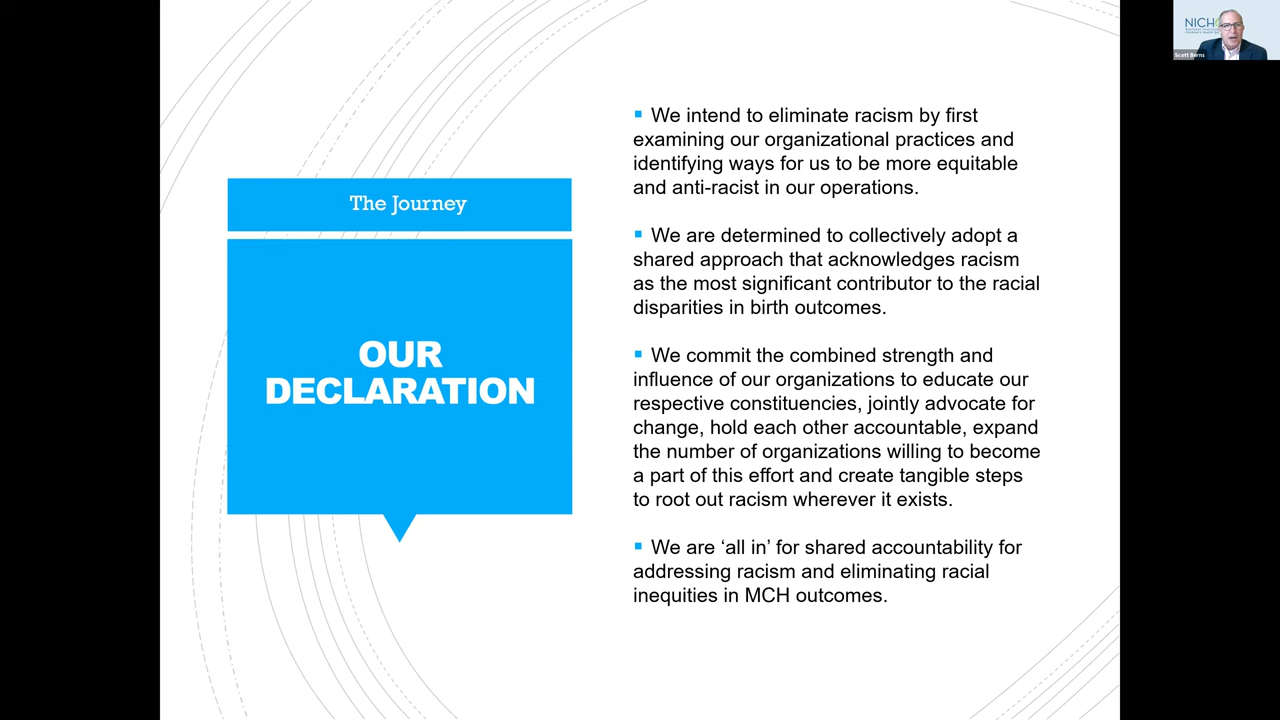 The Journey
OUR
DECLARATION
▪ We intend to eliminate racism by first
examining our organizational practices and
identifying ways for us to be more equitable
and anti-racist in our operations.
▪ We are determined to collectively adopt a
shared approach that acknowledges racism
as the most significant contributor to the racial
disparities in birth outcomes.
▪ We commit the combined strength and
influence of our organizations to educate our
respective constituencies, jointly advocate for
change, hold each other accountable, expand
the number of organizations willing to become
a part of this effort and create tangible steps
to root out racism wherever it exists.
▪ We are ‘all in’ for shared accountability for
addressing racism and eliminating racial
inequities in MCH outcomes.
NICH
Scott Berns